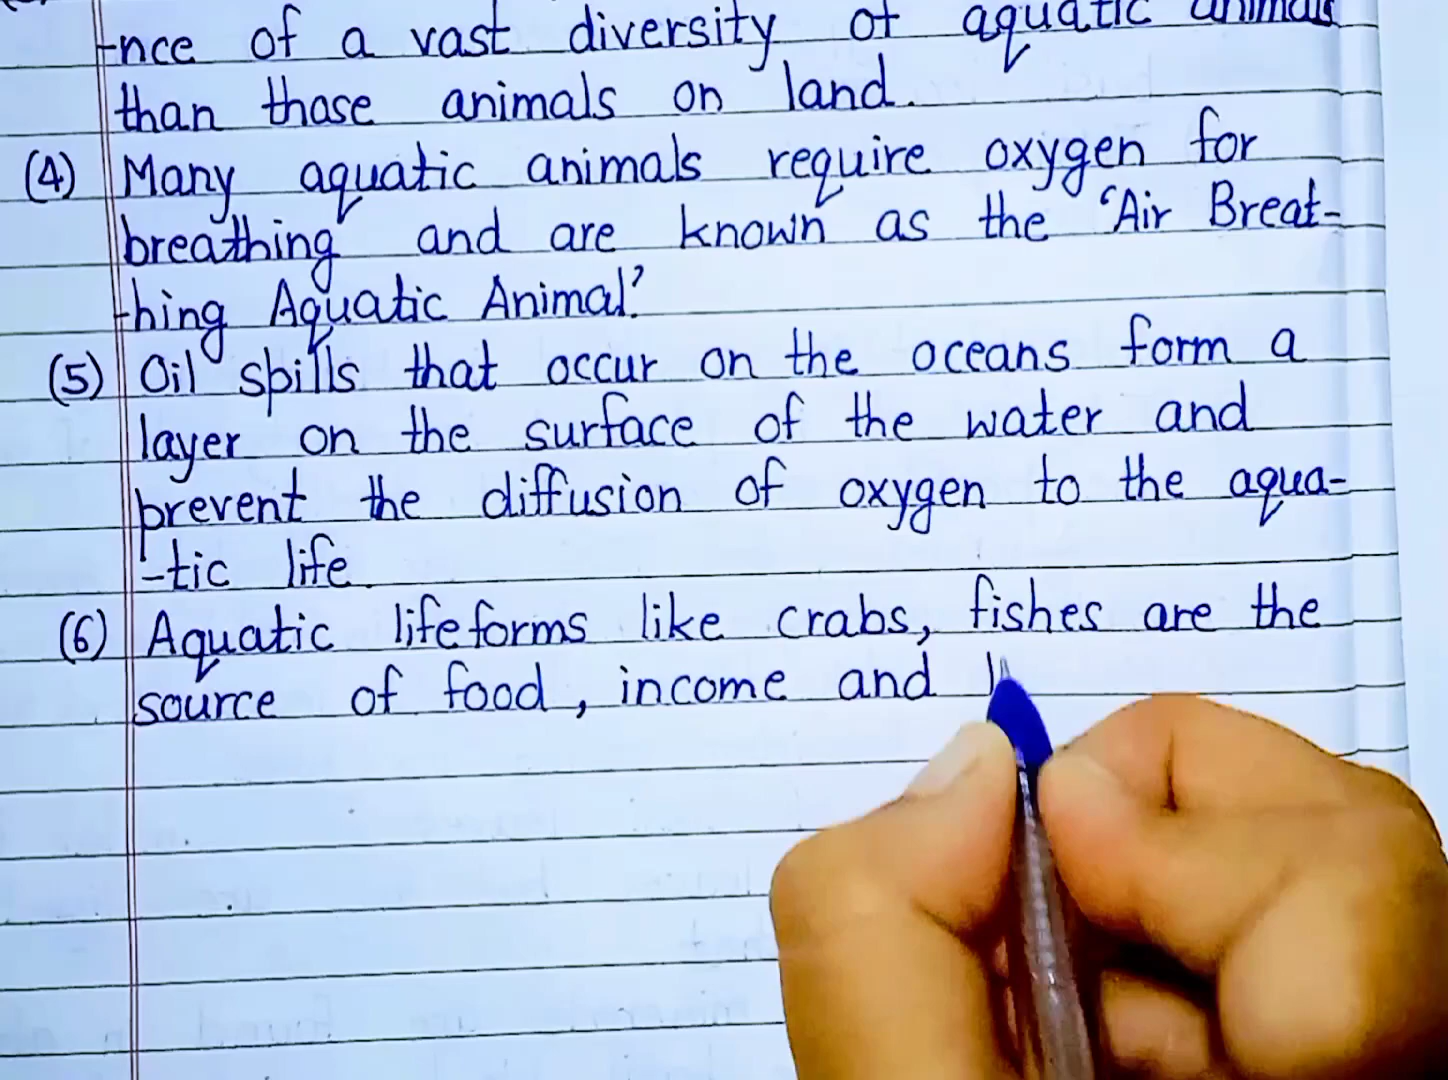 -nce of a vast diversity of aquatic animals
than those animals on land.
(4) Many aquatic animals require oxygen for
breathing and are known as the 'Air Breat-
-hing Aquatic Animal'.
(5) Oil spills that occur on the oceans form a
layer on the surface of the water and
prevent the diffusion of oxygen to the aqua-
-tic life.
(6) Aquatic lifeforms like crabs, fishes are the
source of food, income and